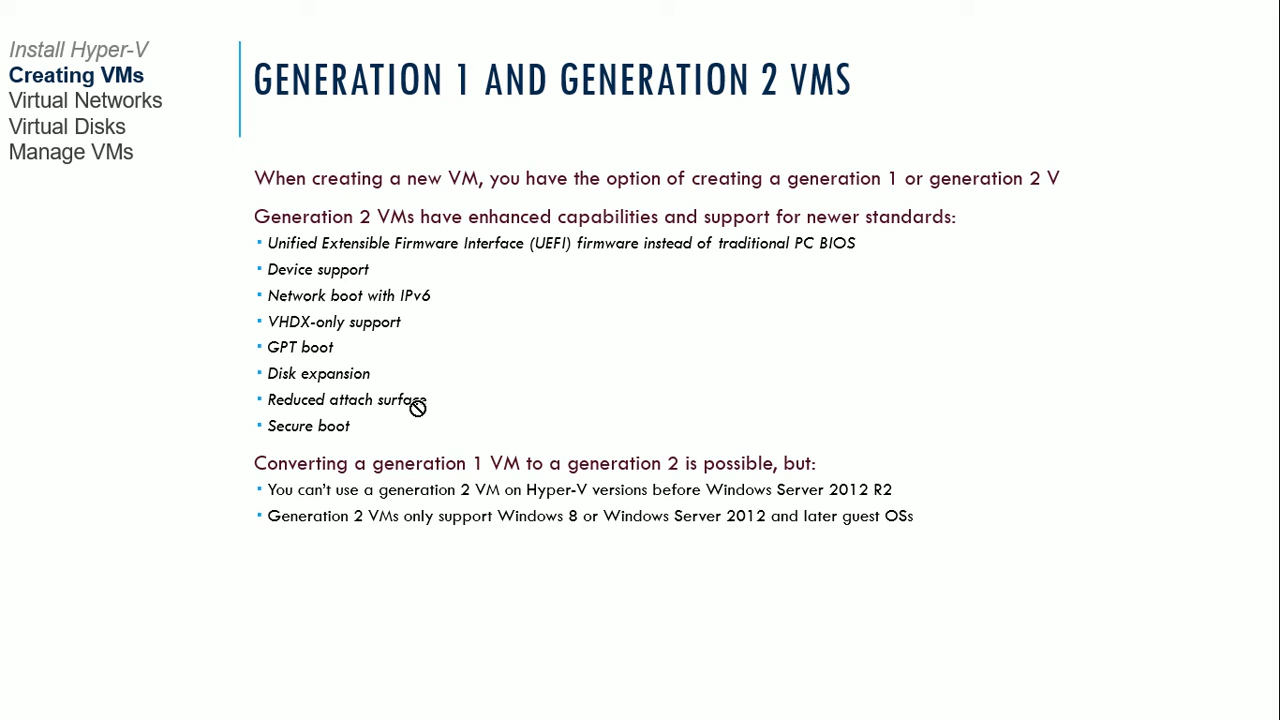 Install Hyper-V
Creating VMs
Virtual Networks
Virtual Disks
Manage VMs
GENERATION 1 AND GENERATION 2 VMS
When creating a new VM, you have the option of creating a generation 1 or generation 2 V
Generation 2 VMs have enhanced capabilities and support for newer standards:
▪ Unified Extensible Firmware Interface (UEFI) firmware instead of traditional PC BIOS
▪ Device support
▪ Network boot with IPv6
▪ VHDX-only support
▪ GPT boot
▪ Disk expansion
▪ Reduced attach surface
▪ Secure boot
Converting a generation 1 VM to a generation 2 is possible, but:
▪ You can't use a generation 2 VM on Hyper-V versions before Windows Server 2012 R2
▪ Generation 2 VMs only support Windows 8 or Windows Server 2012 and later guest OSs